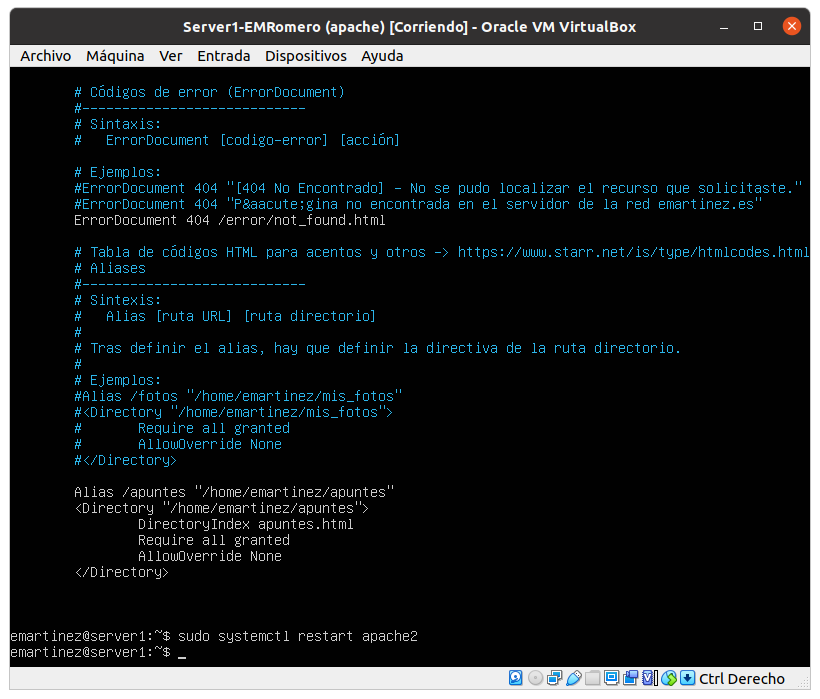 Server1-EMRomero (apache) [Corriendo] - Oracle VM VirtualBox
Archivo Máquina Ver Entrada Dispositivos Ayuda
# Códigos de error (ErrorDocument)
#----------------------------
# Sintaxis:
#   ErrorDocument [codigo-error] [acción]
# Ejemplos:
#ErrorDocument 404 "[404 No Encontrado] - No se pudo localizar el recurso que solicitaste."
#ErrorDocument 404 "P&aacute;gina no encontrada en el servidor de la red emartinez.es"
ErrorDocument 404 /error/not_found.html
# Tabla de códigos HTML para acentos y otros -> https://www.starr.net/is/type/htmlcodes.html
# Aliases
#----------------------------
# Sintexis:
#   Alias [ruta URL] [ruta directorio]
#
# Tras definir el alias, hay que definir la directiva de la ruta directorio.
#
# Ejemplos:
#Alias /fotos "/home/emartinez/mis_fotos"
#<Directory "/home/emartinez/mis_fotos">
#       Require all granted
#       AllowOverride None
#</Directory>
Alias /apuntes "/home/emartinez/apuntes"
<Directory "/home/emartinez/apuntes">
        DirectoryIndex apuntes.html
        Require all granted
        AllowOverride None
</Directory>
emartinez@server1:~$ sudo systemctl restart apache2
emartinez@server1:~$ _
Ctrl Derecho